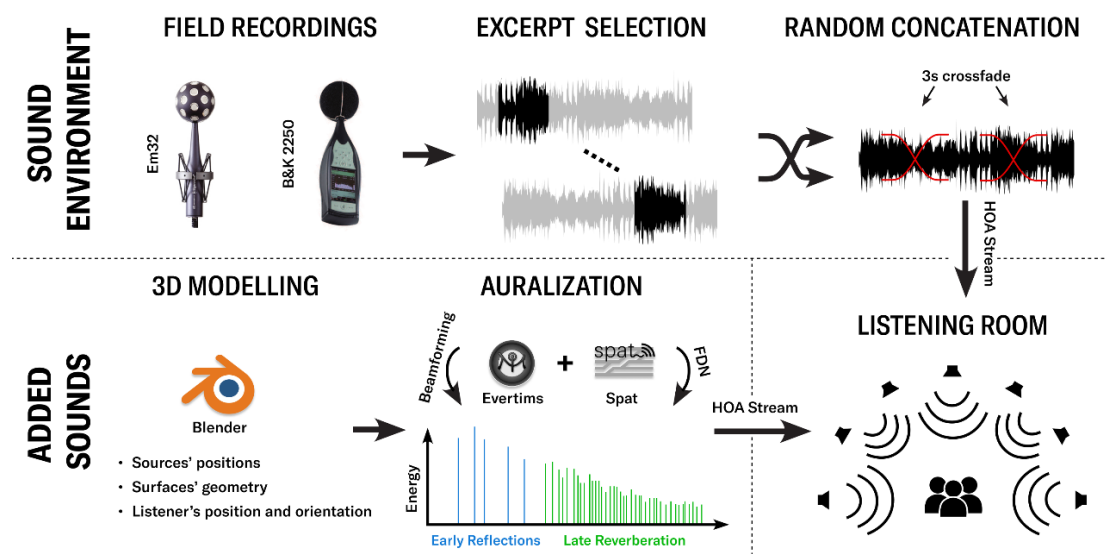 SOUND
ENVIRONMENT
FIELD RECORDINGS
EXCERPT SELECTION
RANDOM CONCATENATION
Em32
B&K 2250
3s crossfade
HOA Stream
ADDED
SOUNDS
3D MODELLING
AURALIZATION
LISTENING ROOM
Blender
• Sources' positions
• Surfaces' geometry
• Listener's position and orientation
Beamforming
Evertims
+
spat
Spat
FDN
HOA Stream
Energy
Early Reflections
Late Reverberation